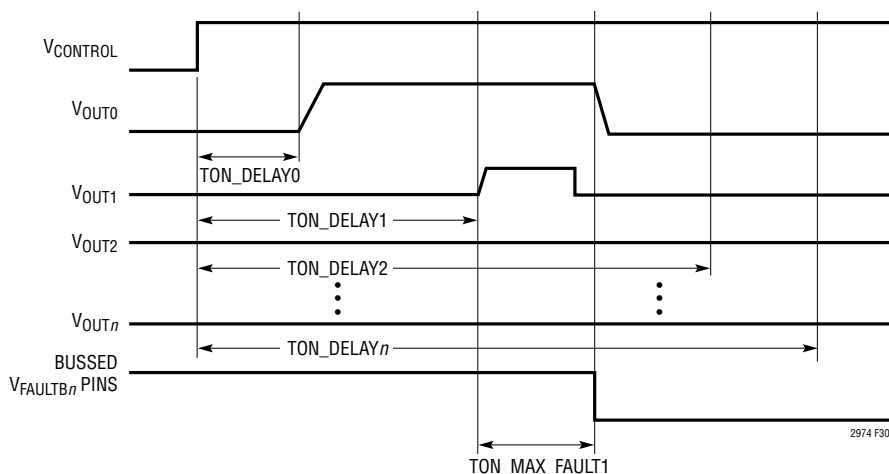 VCONTROL
VOUT0
TON_DELAY0
VOUT1
TON_DELAY1
VOUT2
TON_DELAY2
VOUTn
TON_DELAYn
BUSSED
VFAULTBn PINS
2974 F30
TON_MAX_FAULT1